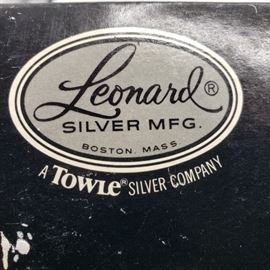 Leonard®
SILVER MFG.
BOSTON, MASS.
A TOWLE® SILVER COMPANY